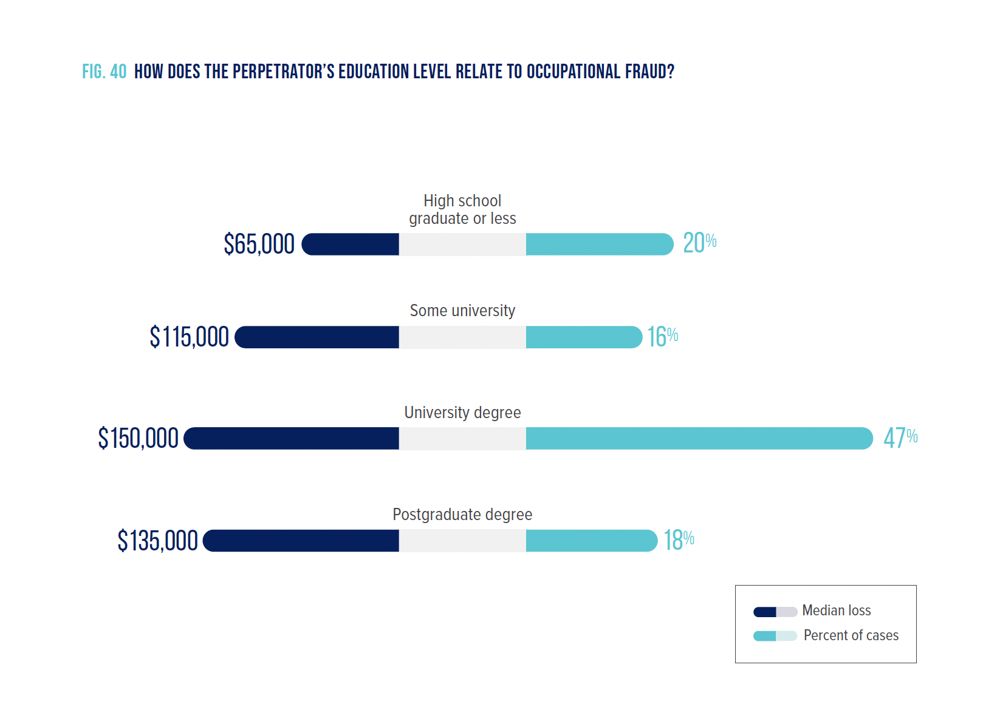 FIG. 40 HOW DOES THE PERPETRATOR’S EDUCATION LEVEL RELATE TO OCCUPATIONAL FRAUD?
High school
graduate or less
$65,000 20%
Some university
$115,000 16%
University degree
$150,000 47%
Postgraduate degree
$135,000 18%
Median loss
Percent of cases